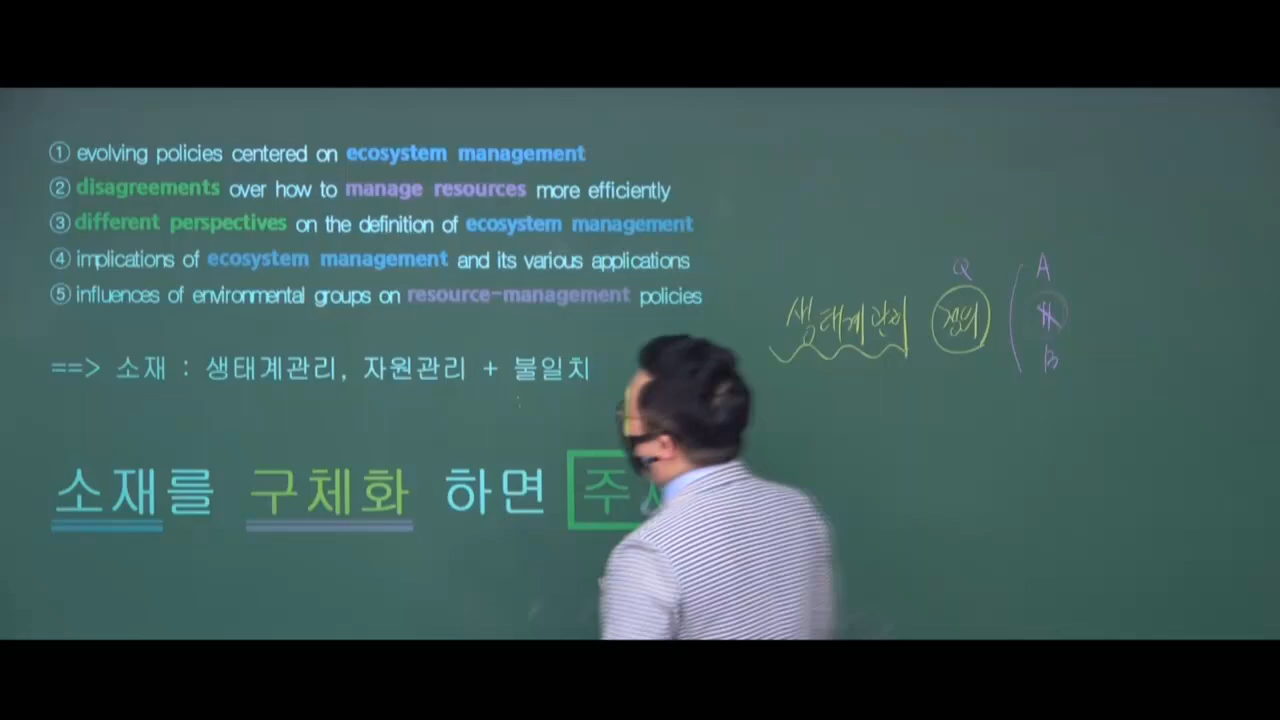 ① evolving policies centered on ecosystem management
② disagreements over how to manage resources more efficiently
③ different perspectives on the definition of ecosystem management
④ implications of ecosystem management and its various applications
⑤ influences of environmental groups on resource-management policies
==> 소재 : 생태계관리, 자원관리 + 불일치
소재를 구체화 하면 주
생태계관리 정의
Q
A
B